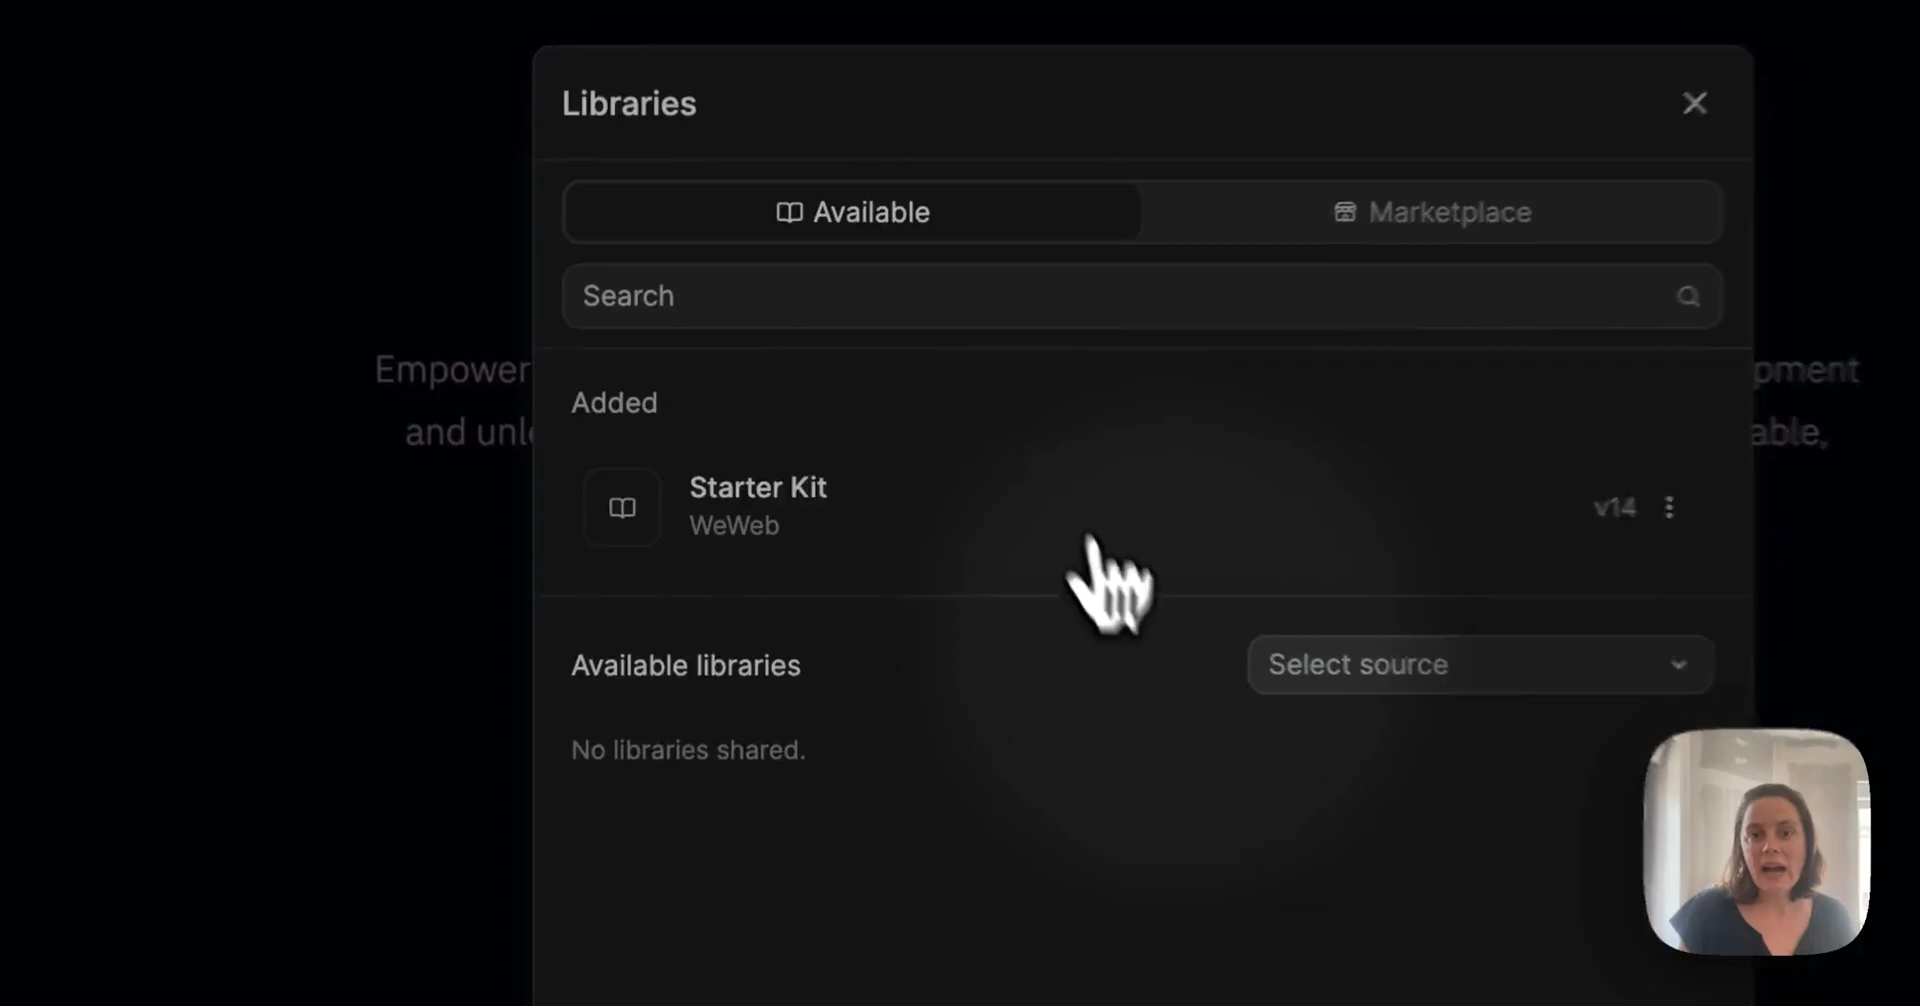 Libraries
Available
Marketplace
Search
Empower
pment
and unl
able,
Added
Starter Kit
WeWeb
v14
Available libraries
Select source
No libraries shared.